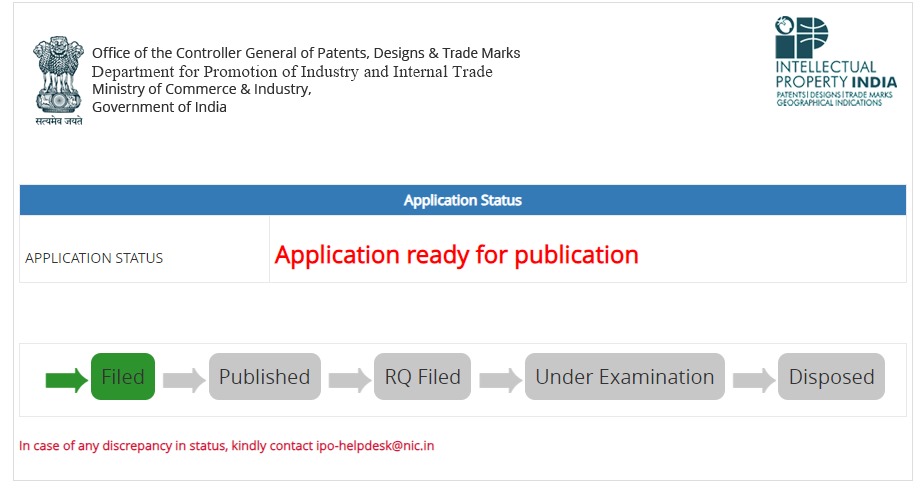 Office of the Controller General of Patents, Designs & Trade Marks
Department for Promotion of Industry and Internal Trade
Ministry of Commerce & Industry,
Government of India
सत्यमेव जयते
INTELLECTUAL
PROPERTY INDIA
PATENTS | DESIGNS | TRADE MARKS
GEOGRAPHICAL INDICATIONS
Application Status
APPLICATION STATUS
Application ready for publication
Filed
Published
RQ Filed
Under Examination
Disposed
In case of any discrepancy in status, kindly contact ipo-helpdesk@nic.in